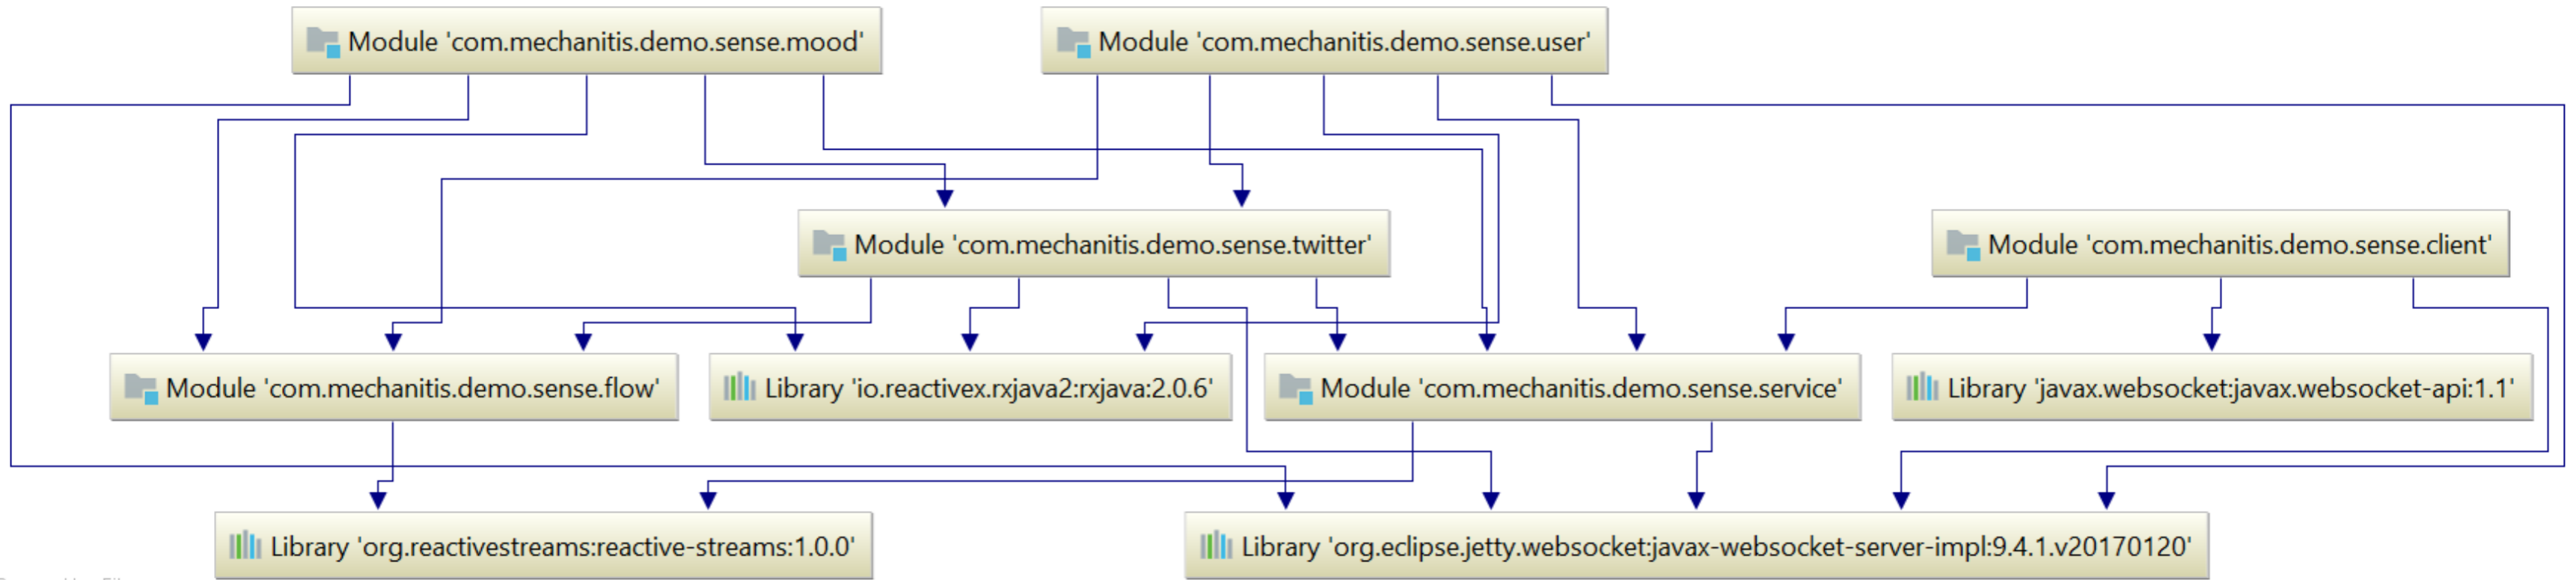 Module 'com.mechanitis.demo.sense.mood'
Module 'com.mechanitis.demo.sense.user'
Module 'com.mechanitis.demo.sense.twitter'
Module 'com.mechanitis.demo.sense.client'
Module 'com.mechanitis.demo.sense.flow'
Library 'io.reactivex.rxjava2:rxjava:2.0.6'
Module 'com.mechanitis.demo.sense.service'
Library 'javax.websocket:javax.websocket-api:1.1'
Library 'org.reactivestreams:reactive-streams:1.0.0'
Library 'org.eclipse.jetty.websocket:javax-websocket-server-impl:9.4.1.v20170120'